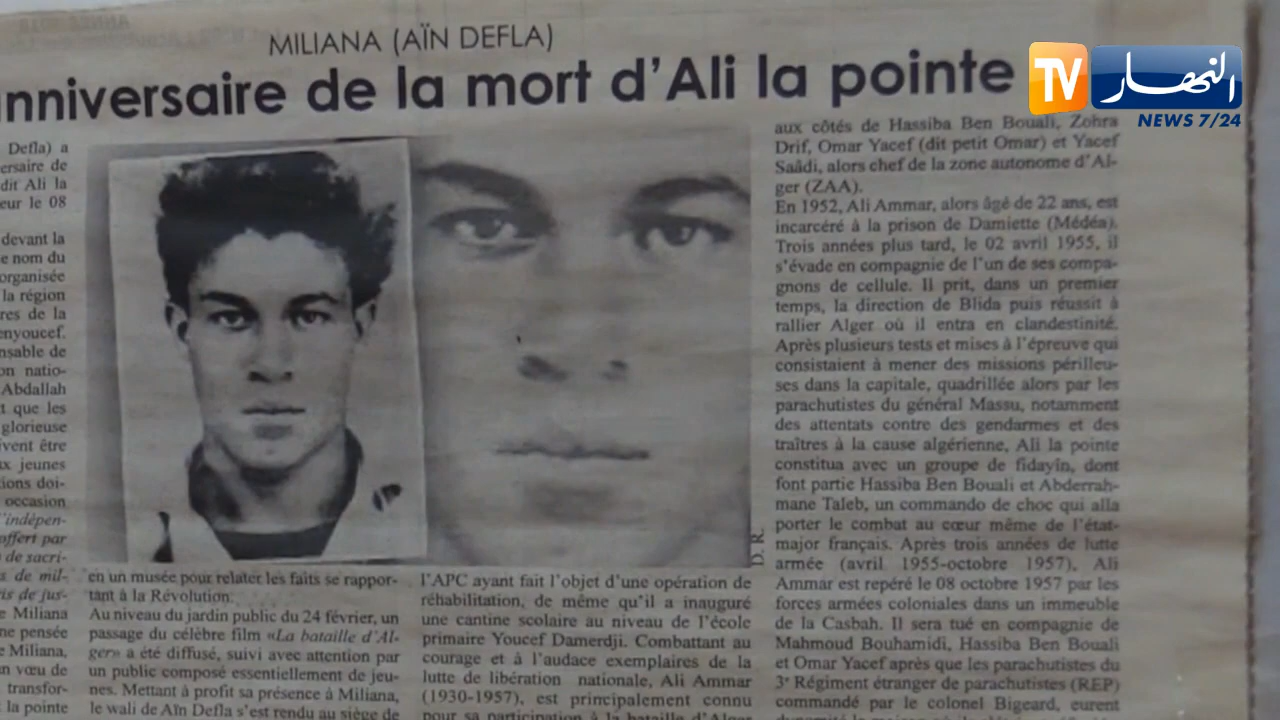 MILIANA (AÏN DEFLA)
nniversaire de la mort d'Ali la pointe
TV
النهار
NEWS 7/24
Defla) a
ersaire de
dit Ali la
eur le 08
devant la
e nom du
organisée
la région
res de la
enyoucef.
nsable de
on natio-
Abdallah
t que les
glorieuse
ivent être
x jeunes
ions doi-
occasion
l'indépen-
offert par
de sacri-
s de mil-
is de jus-
e Miliana
ne pensée
e Miliana,
n vœu de
transfor-
la pointe
en un musée pour relater les faits se rappor-
tant à la Révolution.
Au niveau du jardin public du 24 février, un
passage du célèbre film «La bataille d'Al-
ger» a été diffusé, suivi avec attention par
un public composé essentiellement de jeu-
nes. Mettant à profit sa présence à Miliana,
le wali de Aïn Defla s'est rendu au siège de
l'APC ayant fait l'objet d'une opération de
réhabilitation, de même qu'il a inauguré
une cantine scolaire au niveau de l'école
primaire Youcef Damerdji. Combattant au
courage et à l'audace exemplaires de la
lutte de libération nationale, Ali Ammar
(1930-1957), est principalement connu
pour sa participation à la bataille d'Alger
D. R.
aux côtés de Hassiba Ben Bouali, Zohra
Drif, Omar Yacef (dit petit Omar) et Yacef
Saâdi, alors chef de la zone autonome d'Al-
ger (ZAA).
En 1952, Ali Ammar, alors âgé de 22 ans, est
incarcéré à la prison de Damiette (Médéa).
Trois années plus tard, le 02 avril 1955, il
s'évade en compagnie de l'un de ses compa-
gnons de cellule. Il prit, dans un premier
temps, la direction de Blida puis réussit à
rallier Alger où il entra en clandestinité.
Après plusieurs tests et mises à l'épreuve qui
consistaient à mener des missions périlleu-
ses dans la capitale, quadrillée alors par les
parachutistes du général Massu, notamment
des attentats contre des gendarmes et des
traîtres à la cause algérienne, Ali la pointe
constitua avec un groupe de fidayîn, dont
font partie Hassiba Ben Bouali et Abderrah-
mane Taleb, un commando de choc qui alla
porter le combat au cœur même de l'état-
major français. Après trois années de lutte
armée (avril 1955-octobre 1957), Ali
Ammar est repéré le 08 octobre 1957 par les
forces armées coloniales dans un immeuble
de la Casbah. Il sera tué en compagnie de
Mahmoud Bouhamidi, Hassiba Ben Bouali
et Omar Yacef après que les parachutistes du
3e Régiment étranger de parachutistes (REP)
commandé par le colonel Bigeard, eurent